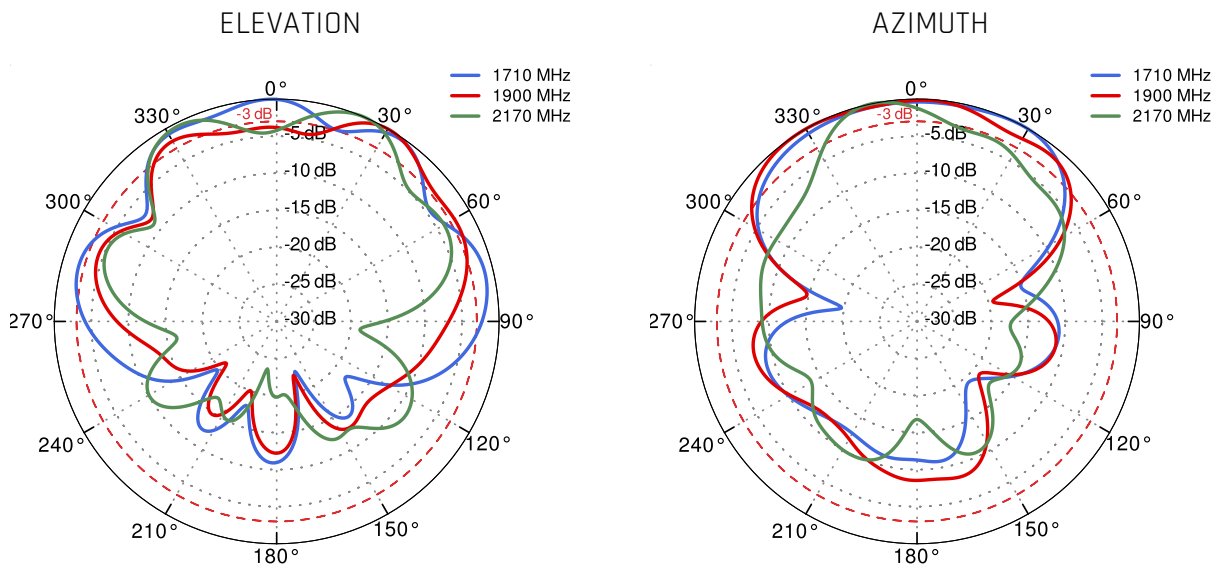 ELEVATION
1710 MHz
1900 MHz
2170 MHz
0°
330°
-3 dB
30°
-5 dB
-10 dB
300°
60°
-15 dB
-20 dB
-25 dB
270°
-30 dB
90°
240°
120°
210°
150°
180°
AZIMUTH
1710 MHz
1900 MHz
2170 MHz
0°
330°
-3 dB
30°
-5 dB
-10 dB
300°
60°
-15 dB
-20 dB
-25 dB
270°
-30 dB
90°
240°
120°
210°
150°
180°